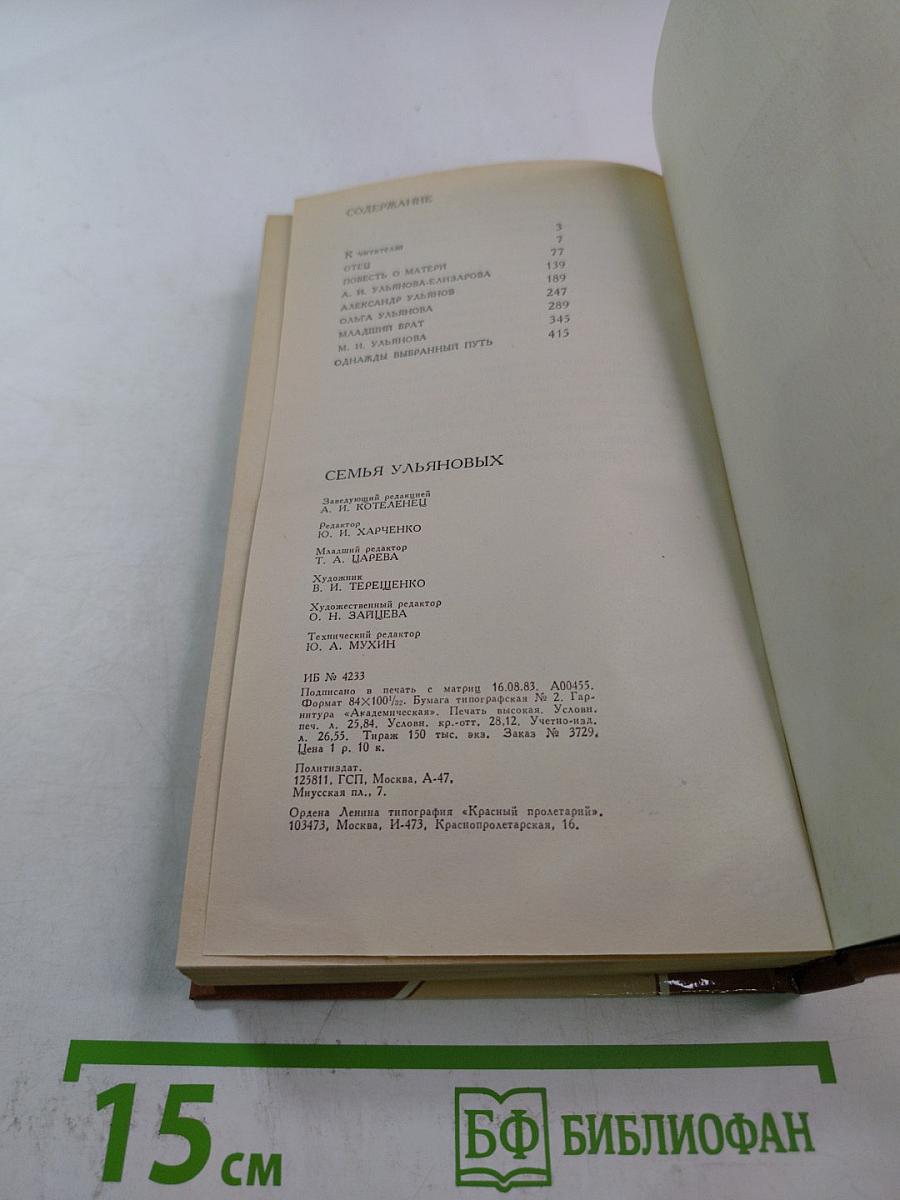 СОДЕРЖАНИЕ
К читателю 3
ОТЕЦ 7
ПОВЕСТЬ О МАТЕРИ 77
А. И. УЛЬЯНОВА-ЕЛИЗАРОВА 139
АЛЕКСАНДР УЛЬЯНОВ 189
ОЛЬГА УЛЬЯНОВА 247
МЛАДШИЙ БРАТ 289
М. И. УЛЬЯНОВА 345
ОДНАЖДЫ ВЫБРАННЫЙ ПУТЬ 415
СЕМЬЯ УЛЬЯНОВЫХ
Заведующий редакцией
А. И. КОТЕЛЕНЕЦ
Редактор
Ю. И. ХАРЧЕНКО
Младший редактор
Т. А. ЦАРЕВА
Художник
В. И. ТЕРЕЩЕНКО
Художественный редактор
О. Н. ЗАЙЦЕВА
Технический редактор
Ю. А. МУХИН
ИБ № 4233
Подписано в печать с матриц 16.08.83. А00455.
Формат 84×100¹/₃₂. Бумага типографская № 2. Гар-
нитура «Академическая». Печать высокая. Условн.
печ. л. 25,84. Условн. кр.-отт. 28,12. Учетно-изд.
л. 26,55. Тираж 150 тыс. экз. Заказ № 3729.
Цена 1 р. 10 к.
Политиздат.
125811, ГСП, Москва, А-47,
Миусская пл., 7.
Ордена Ленина типография «Красный пролетарий».
103473, Москва, И-473, Краснопролетарская, 16.
15 см
БФ БИБЛИОФАН